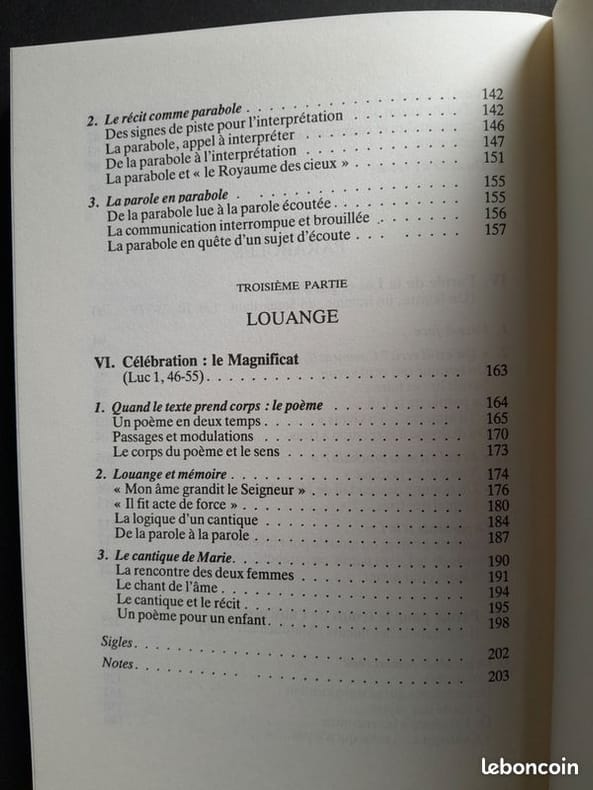 2. Le récit comme parabole . . . . . . . . . . . . . . . . . . . 142
Des signes de piste pour l'interprétation . . . . . . . . . . 142
La parabole, appel à interpréter . . . . . . . . . . . . . 146
De la parabole à l'interprétation . . . . . . . . . . . . . 147
La parabole et « le Royaume des cieux » . . . . . . . . . 151
3. La parole en parabole . . . . . . . . . . . . . . . . . . . 155
De la parabole lue à la parole écoutée . . . . . . . . . . . 155
La communication interrompue et brouillée . . . . . . . . 156
La parabole en quête d'un sujet d'écoute . . . . . . . . . 157
TROISIÈME PARTIE
LOUANGE
VI. Célébration : le Magnificat
(Luc 1, 46-55) . . . . . . . . . . . . . . . . . . . . . . 163
1. Quand le texte prend corps : le poème . . . . . . . . . . . 164
Un poème en deux temps . . . . . . . . . . . . . . . . . 165
Passages et modulations . . . . . . . . . . . . . . . . . 170
Le corps du poème et le sens . . . . . . . . . . . . . . . 173
2. Louange et mémoire . . . . . . . . . . . . . . . . . . . . 174
« Mon âme grandit le Seigneur » . . . . . . . . . . . . . 176
« Il fit acte de force » . . . . . . . . . . . . . . . . . . 180
La logique d'un cantique . . . . . . . . . . . . . . . . . 184
De la parole à la parole . . . . . . . . . . . . . . . . . . 187
3. Le cantique de Marie . . . . . . . . . . . . . . . . . . . . 190
La rencontre des deux femmes . . . . . . . . . . . . . . 191
Le chant de l'âme . . . . . . . . . . . . . . . . . . . . . 194
Le cantique et le récit . . . . . . . . . . . . . . . . . . . 195
Un poème pour un enfant . . . . . . . . . . . . . . . . . 198
Sigles . . . . . . . . . . . . . . . . . . . . . . . . . . . . 202
Notes . . . . . . . . . . . . . . . . . . . . . . . . . . . . 203
leboncoin